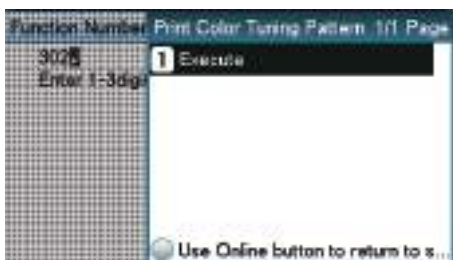 Function Number
Print Color Tuning Pattern 1/1 Page
302
Enter 1-3digi
1 Execute
Use Online button to return to s...